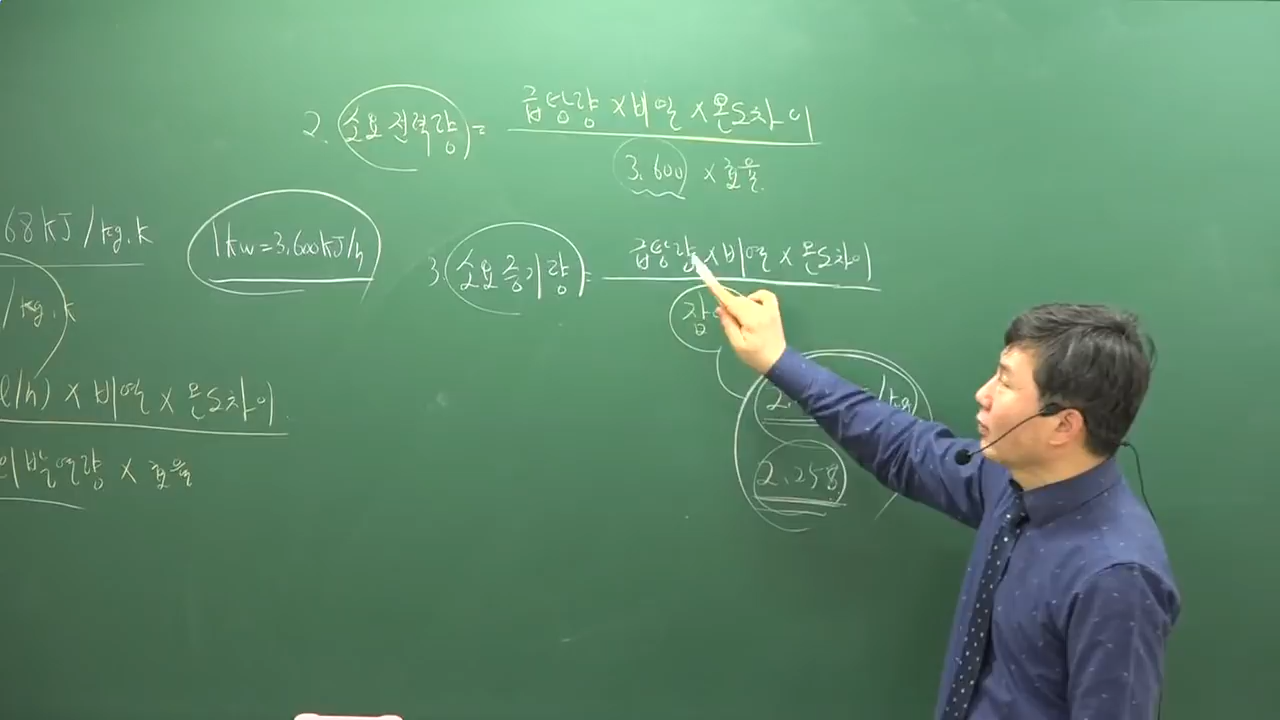 68kJ/kg.k
/kg.k
l/h) × 비열 × 온도차이
의 발열량 × 효율
1kw=3,600kJ/h
2. 소요전력량 = 급탕량 × 비열 × 온도차이
3,600 × 효율
3. 소요증기량 = 급탕량 × 비열 × 온도차이
잠
2. /kg
2,258